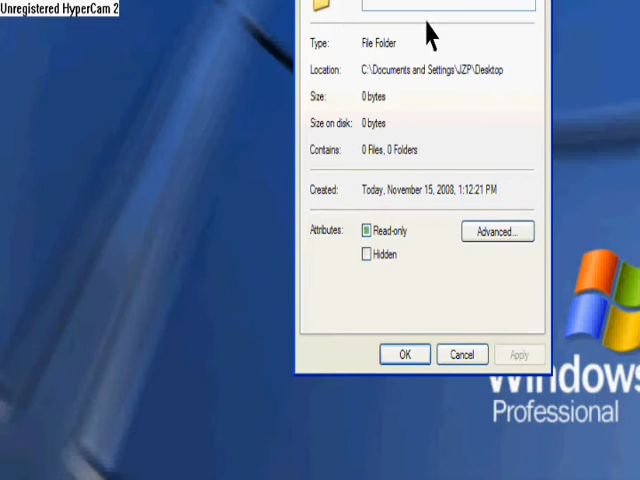 Unregistered HyperCam 2
Type: File Folder
Location: C:\Documents and Settings\JZP\Desktop
Size: 0 bytes
Size on disk: 0 bytes
Contains: 0 Files, 0 Folders
Created: Today, November 15, 2008, 1:12:21 PM
Attributes: Read-only Advanced...
Hidden
OK Cancel Apply
Windows
Professional